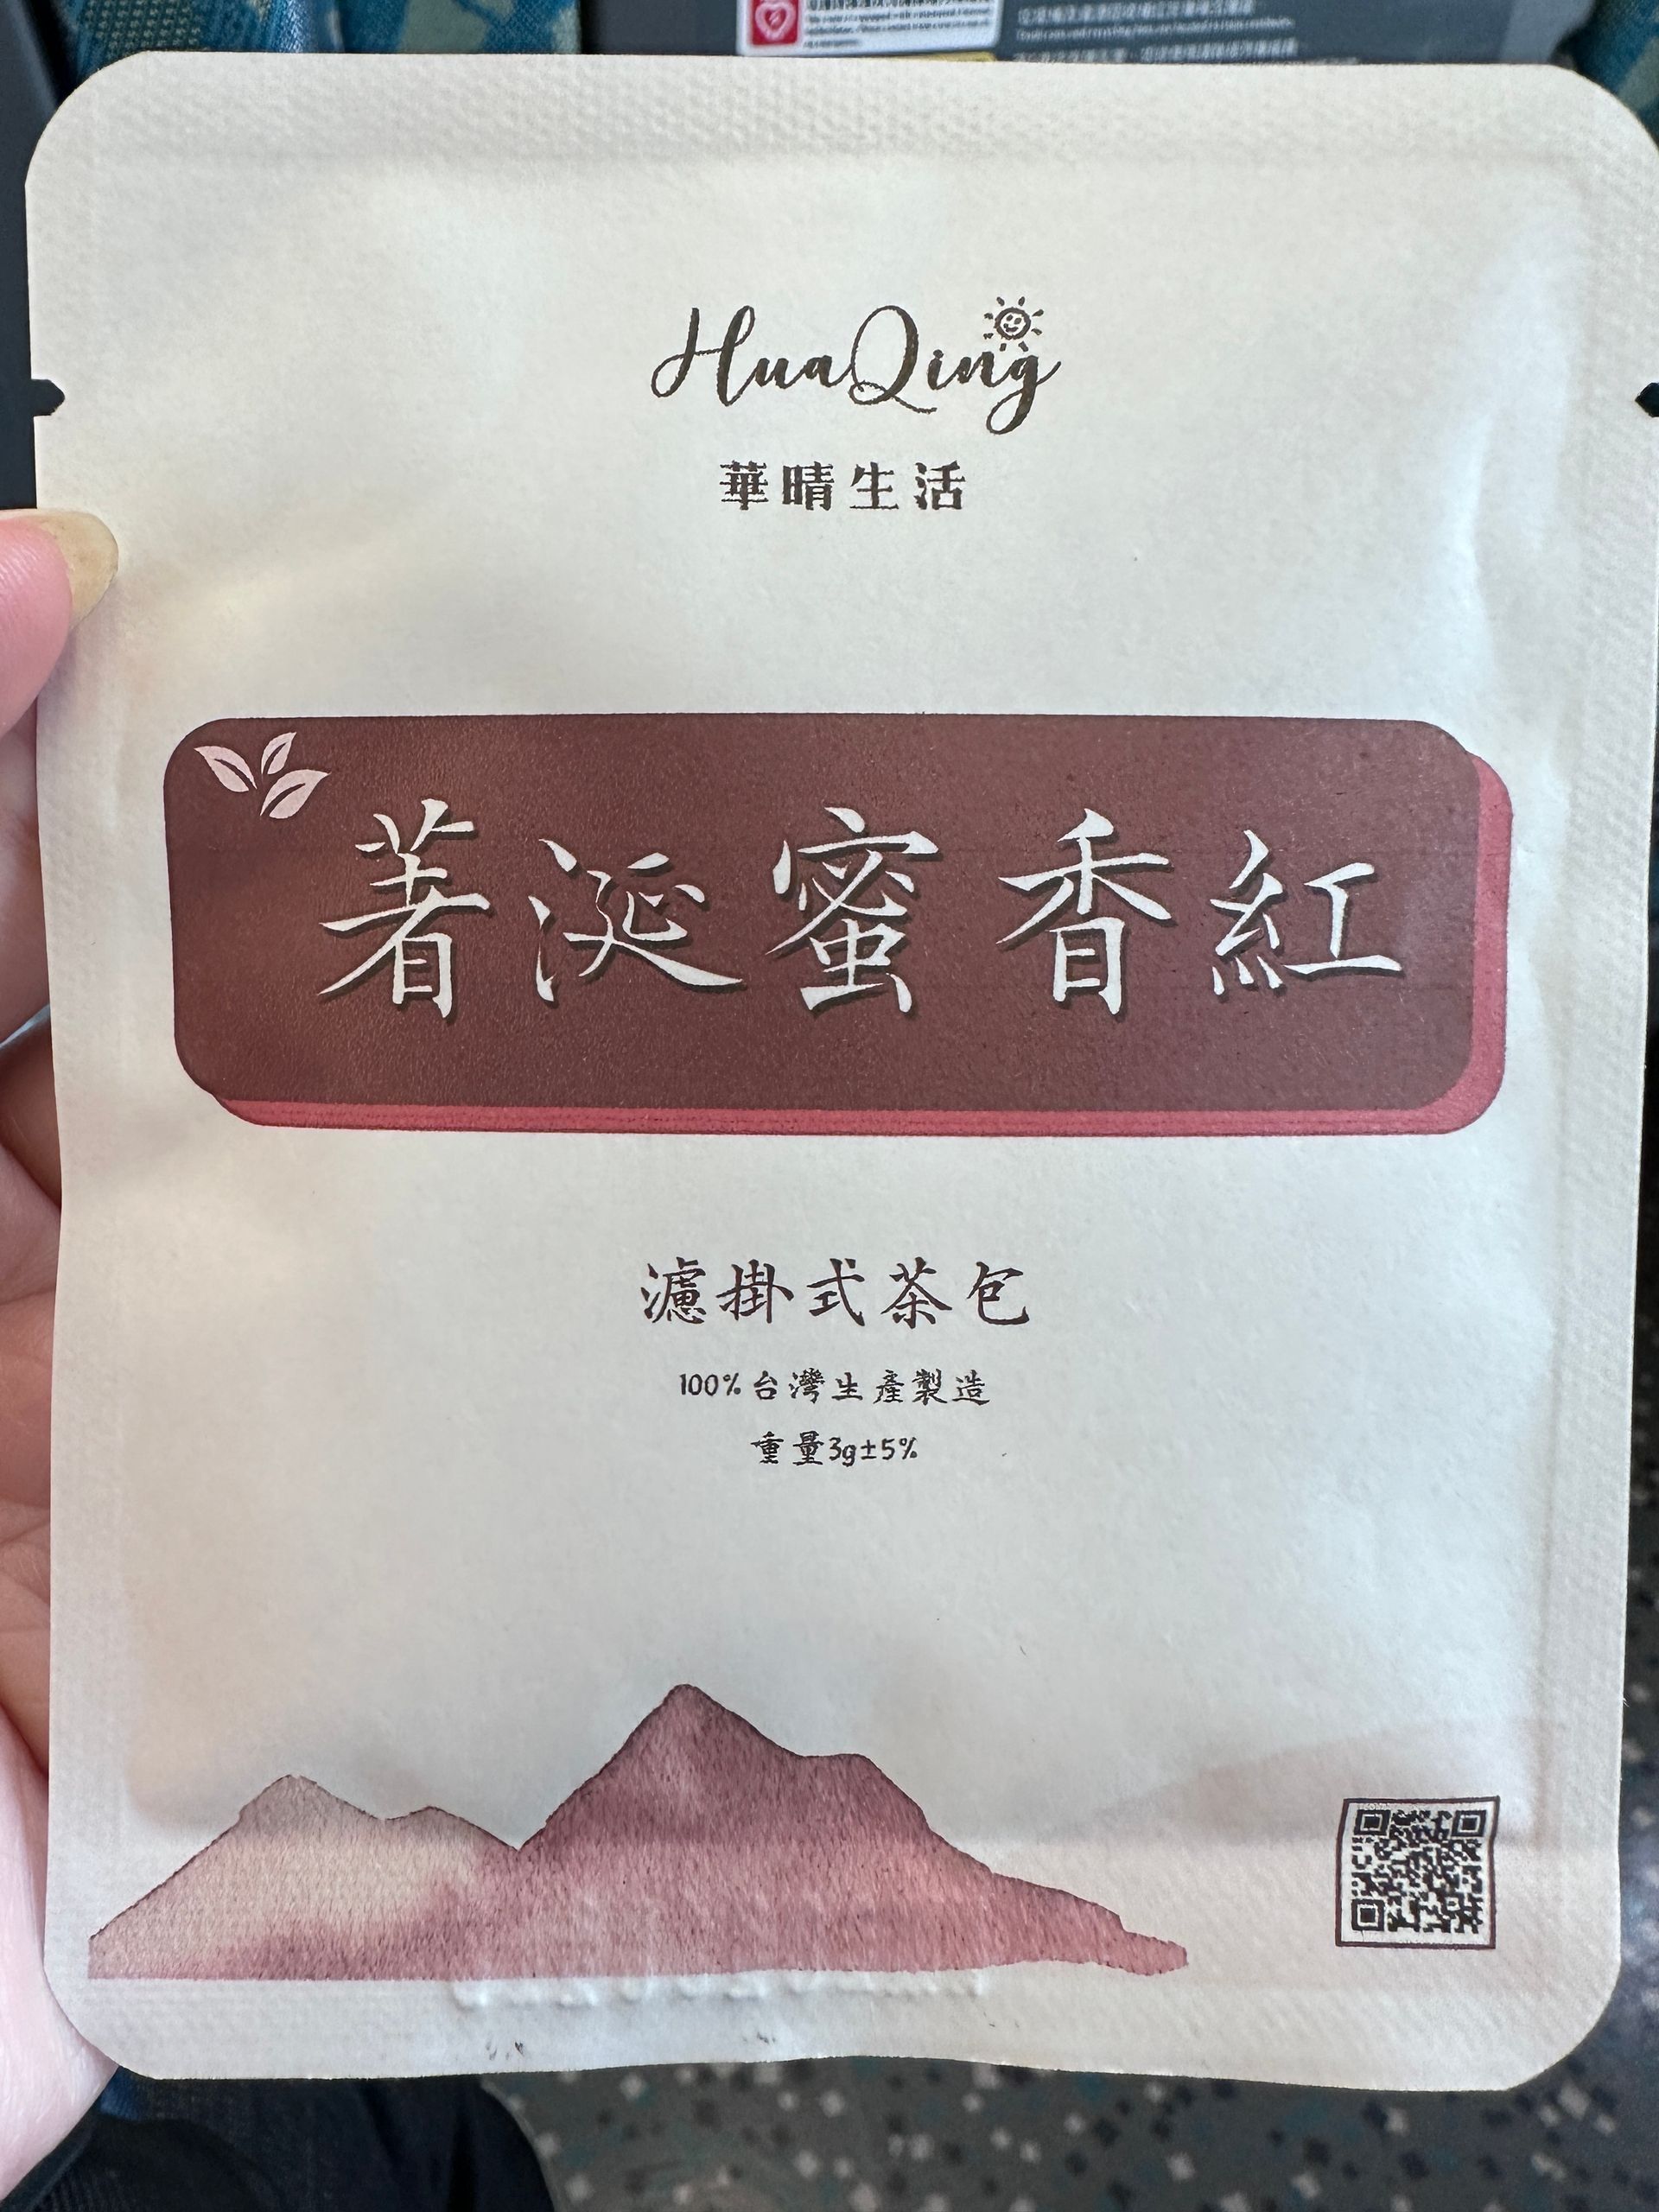 HuaQing
華晴生活
著涎蜜香紅
濾掛式茶包
100%台灣生產製造
重量3g±5%